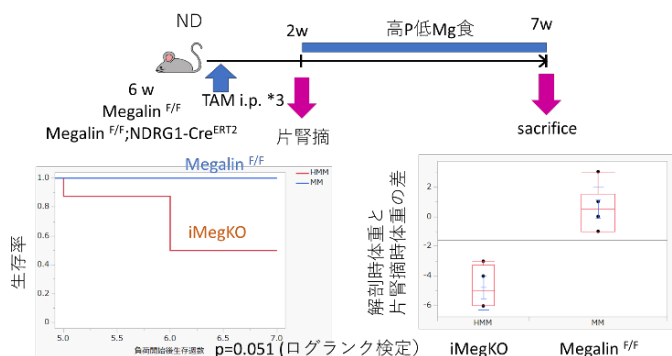 ND
2w
高P低Mg食
7w
6 w
TAM i.p. *3
Megalin F/F
Megalin F/F;NDRG1-CreERT2
片腎摘
sacrifice
Megalin F/F
HMM
MM
iMegKO
生存率
1.0
0.8
0.6
0.4
0.2
0
5.0
5.5
6.0
6.5
7.0
負荷開始後生存週数
p=0.051 (ログランク検定)
解剖時体重と
片腎摘時体重の差
2
0
-2
-4
-6
HMM
MM
iMegKO
Megalin F/F